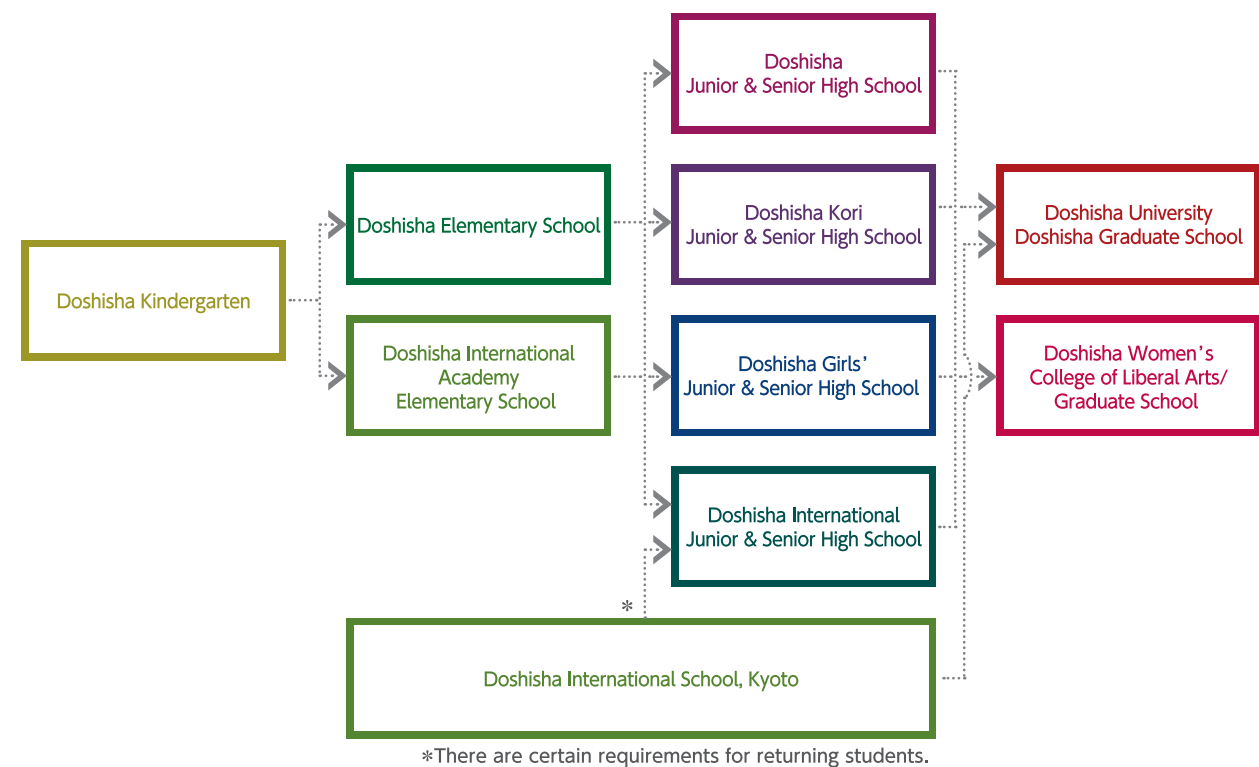 Doshisha Kindergarten
Doshisha Elementary School
Doshisha International
Academy
Elementary School
Doshisha
Junior & Senior High School
Doshisha Kori
Junior & Senior High School
Doshisha Girls’
Junior & Senior High School
Doshisha International
Junior & Senior High School
Doshisha University
Doshisha Graduate School
Doshisha Women’s
College of Liberal Arts/
Graduate School
*
Doshisha International School, Kyoto
*There are certain requirements for returning students.